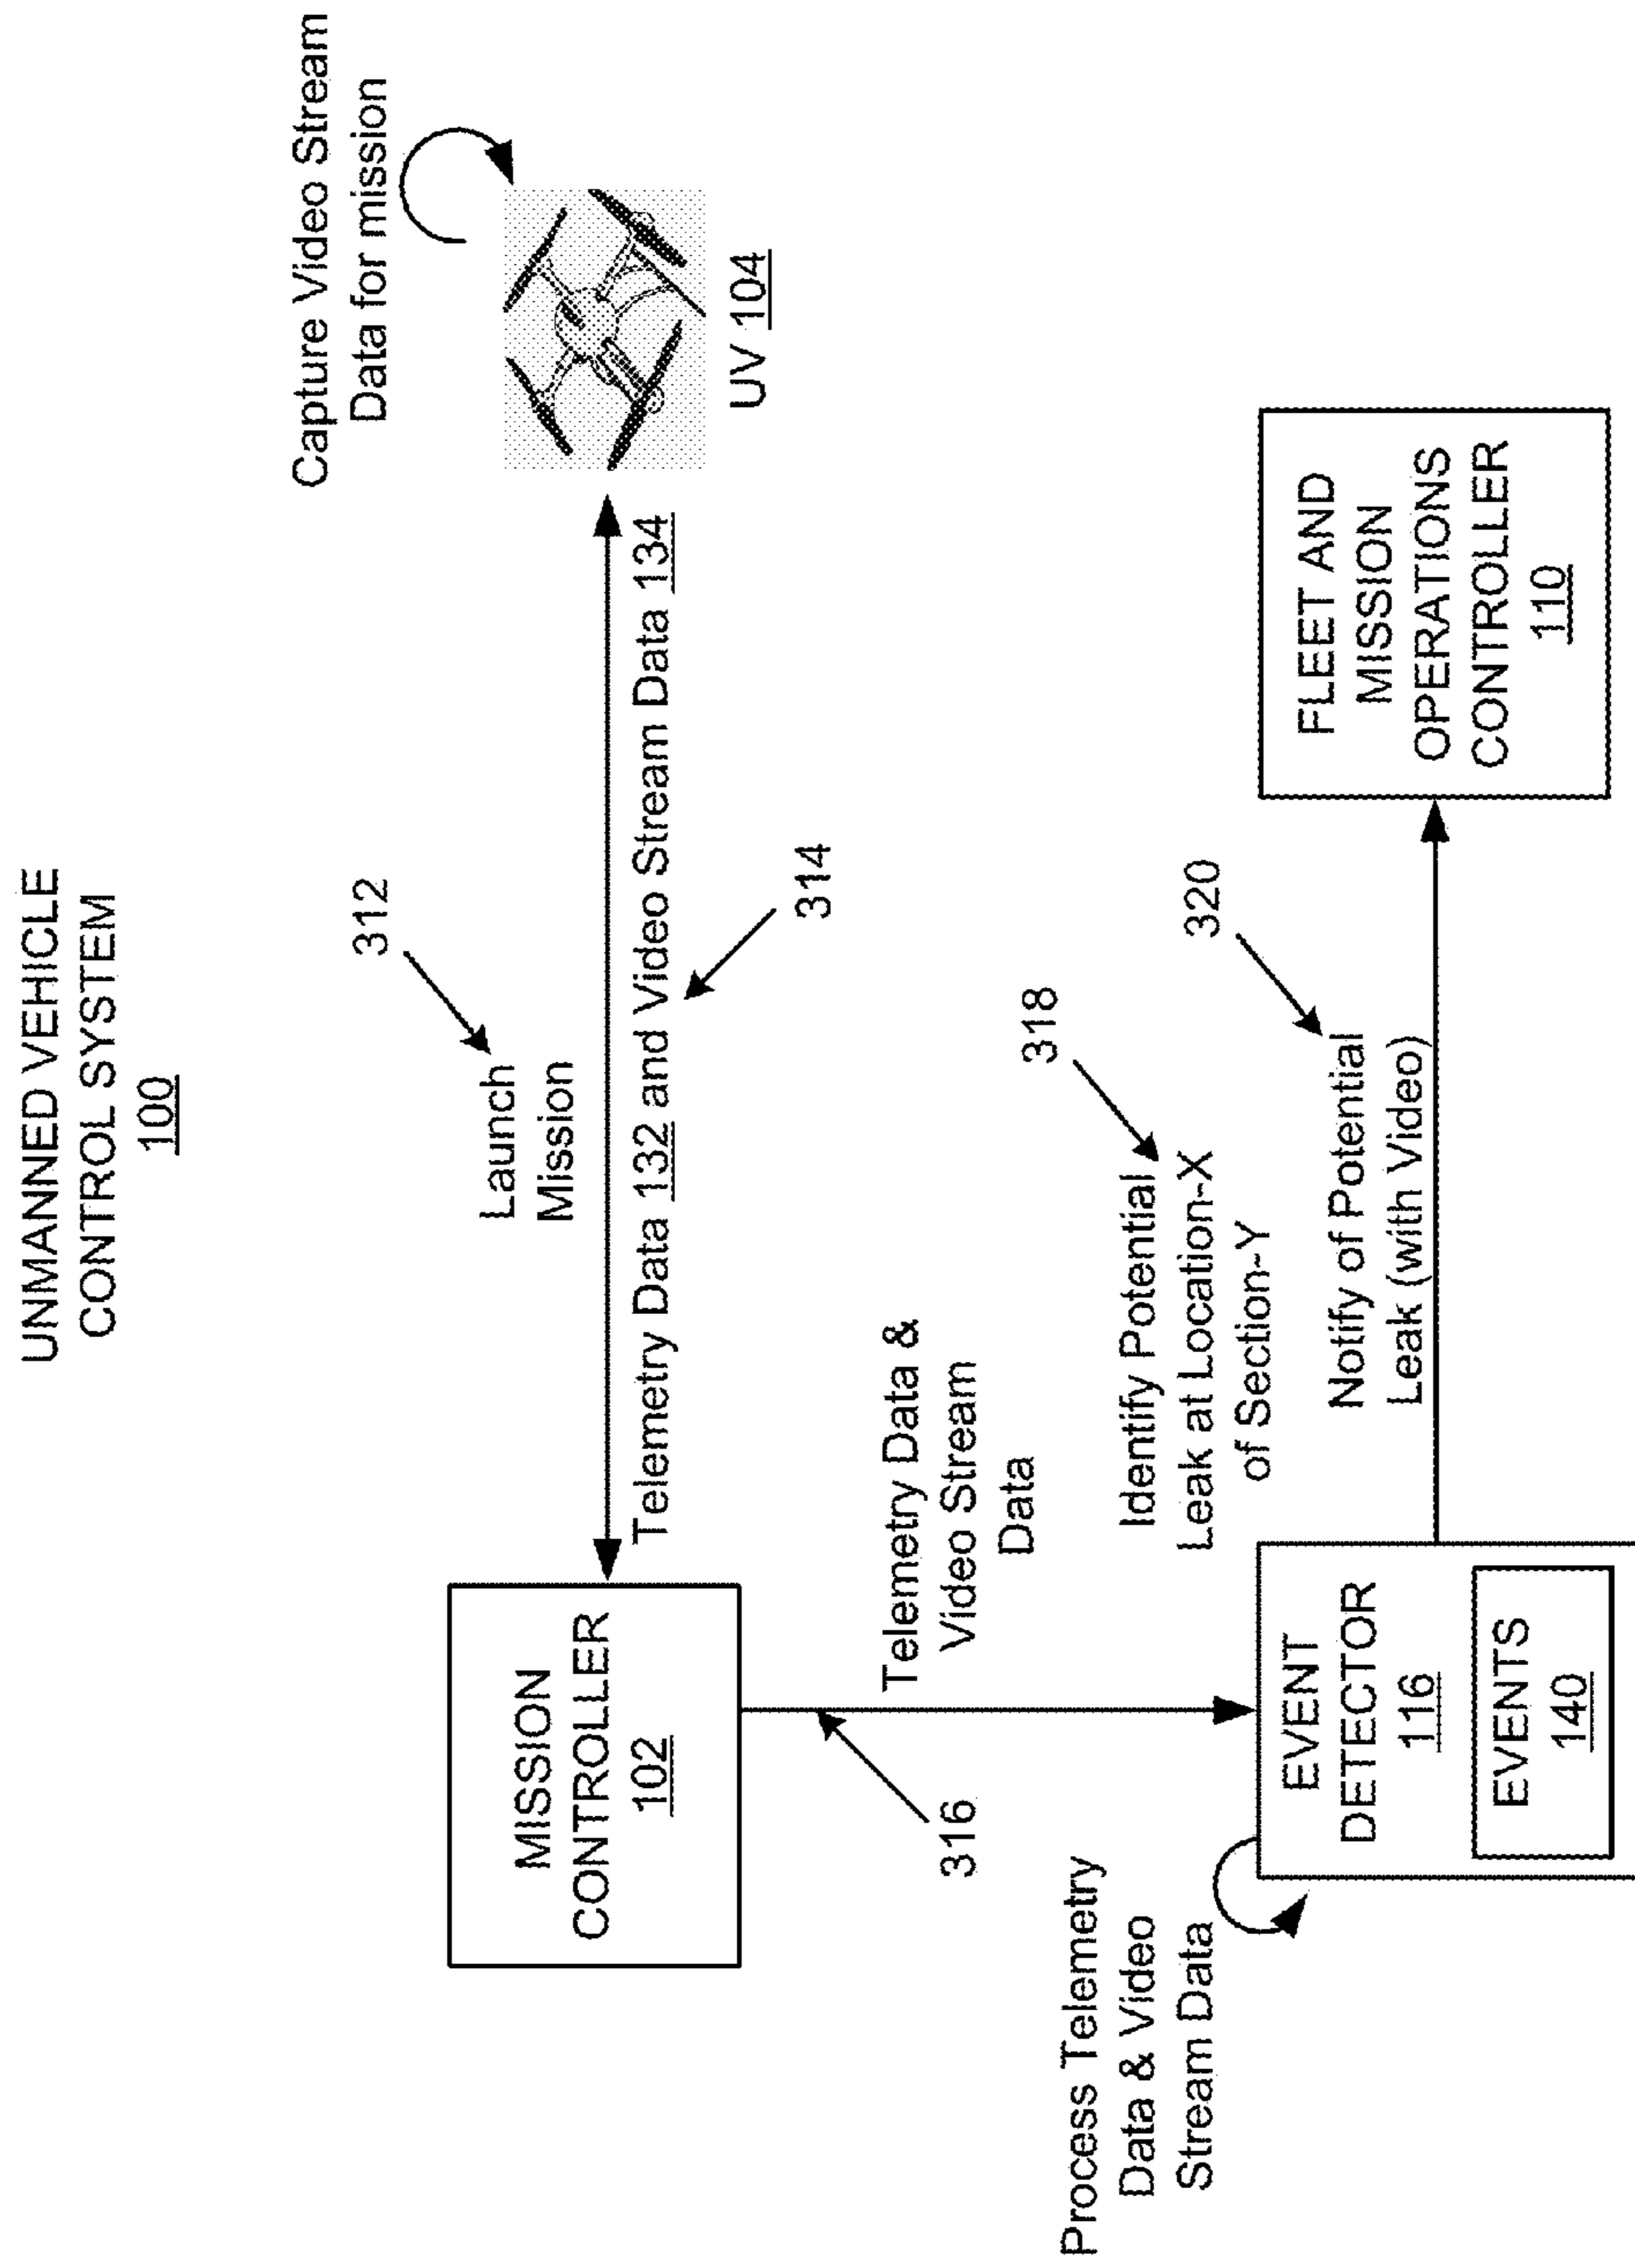 UNMANNED VEHICLE
CONTROL SYSTEM
100
312
Launch
Mission
Capture Video Stream
Data for mission
MISSION
CONTROLLER
102
Telemetry Data 132 and Video Stream Data 134
UV 104
314
316
Telemetry Data &
Video Stream
Data
318
Identify Potential
Leak at Location-X
of Section-Y
320
Process Telemetry
Data & Video
Stream Data
EVENT
DETECTOR
116
EVENTS
140
Notify of Potential
Leak (with Video)
FLEET AND
MISSION
OPERATIONS
CONTROLLER
110